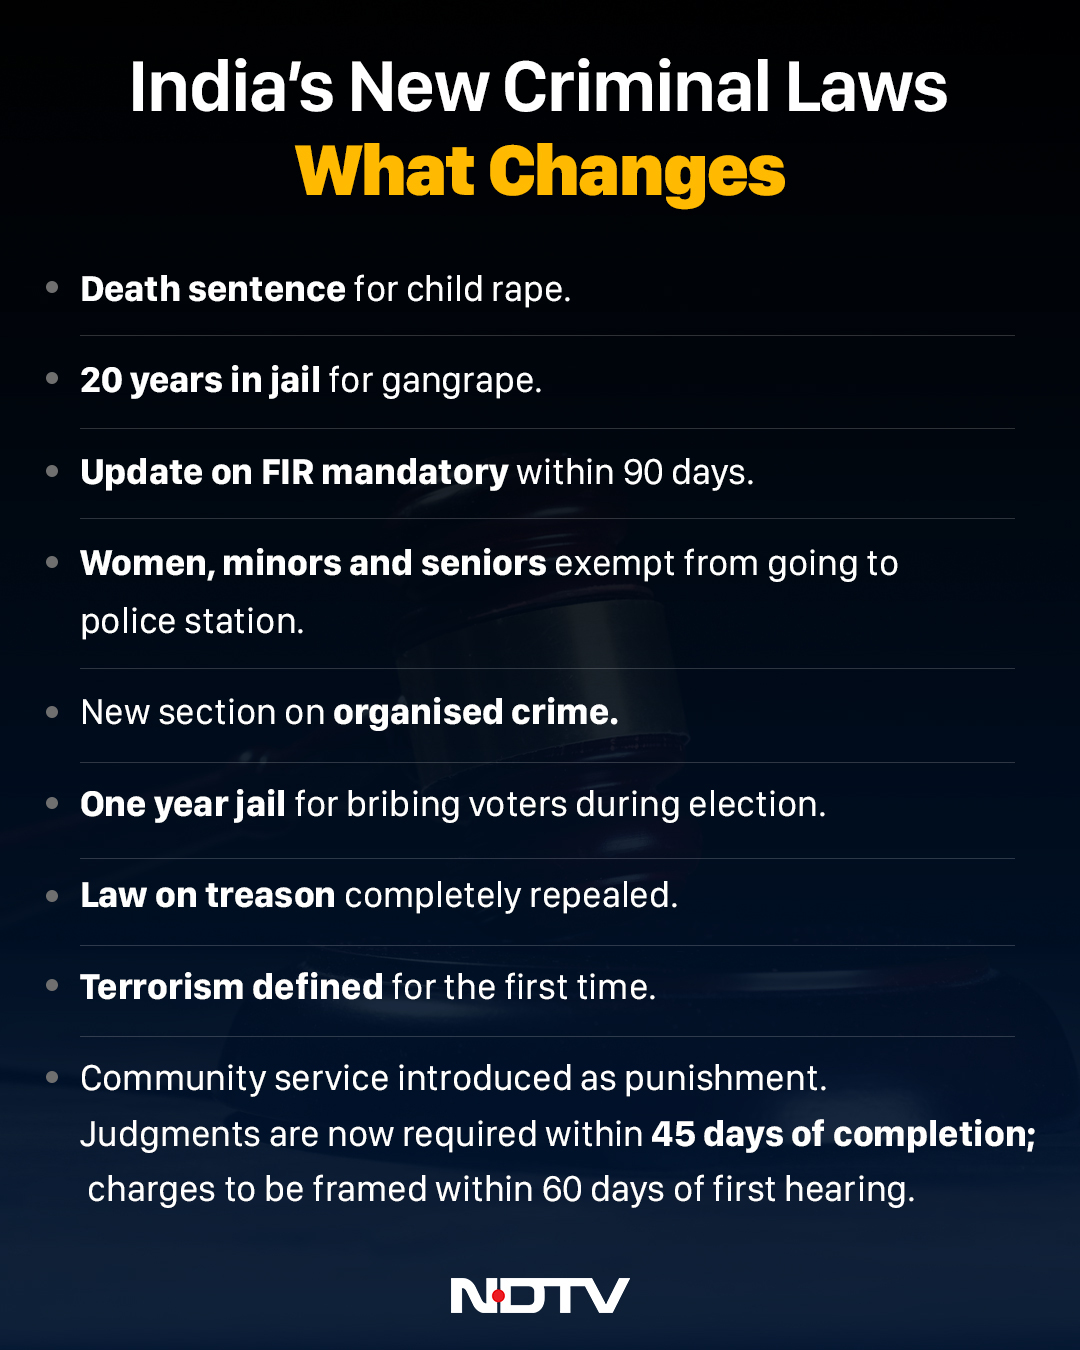 India’s New Criminal Laws
What Changes
Death sentence for child rape.
20 years in jail for gangrape.
Update on FIR mandatory within 90 days.
Women, minors and seniors exempt from going to
police station.
New section on organised crime.
One year jail for bribing voters during election.
Law on treason completely repealed.
Terrorism defined for the first time.
Community service introduced as punishment.
Judgments are now required within 45 days of completion;
charges to be framed within 60 days of first hearing.
NDTV